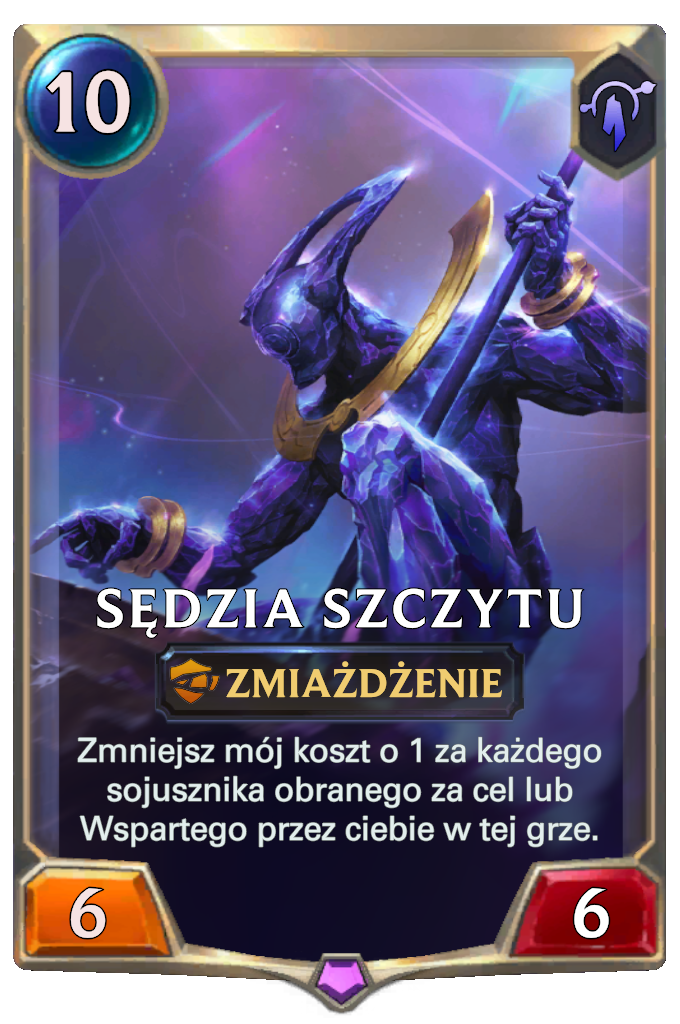 10
SĘDZIA SZCZYTU
ZMIAŻDŻENIE
Zmniejsz mój koszt o 1 za każdego
sojusznika obranego za cel lub
Wspartego przez ciebie w tej grze.
6
6